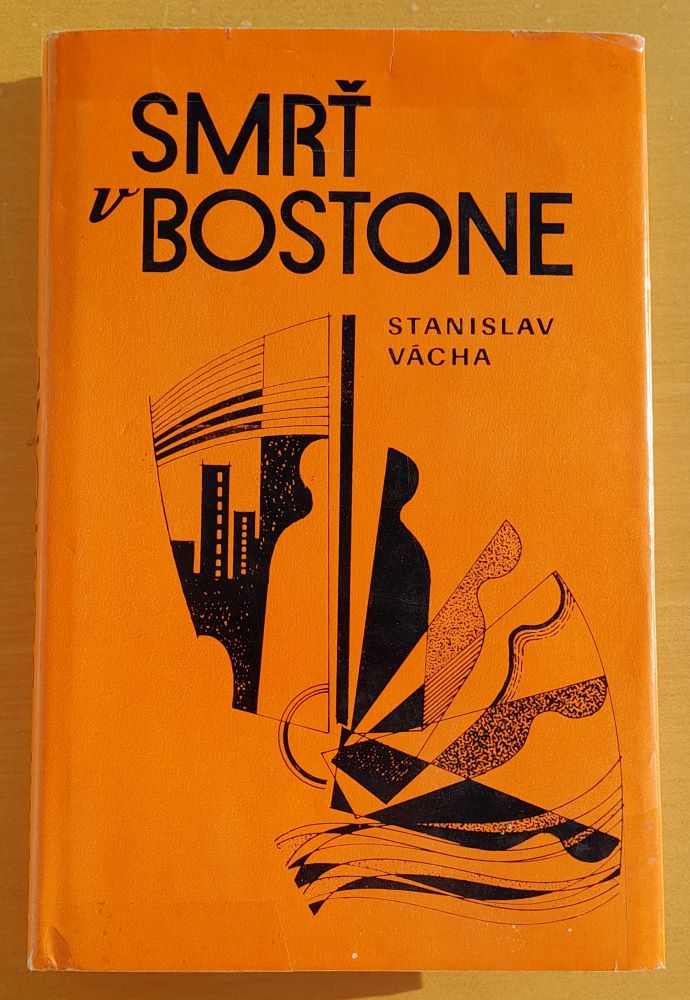 SMRŤ
v BOSTONE
STANISLAV
VÁCHA